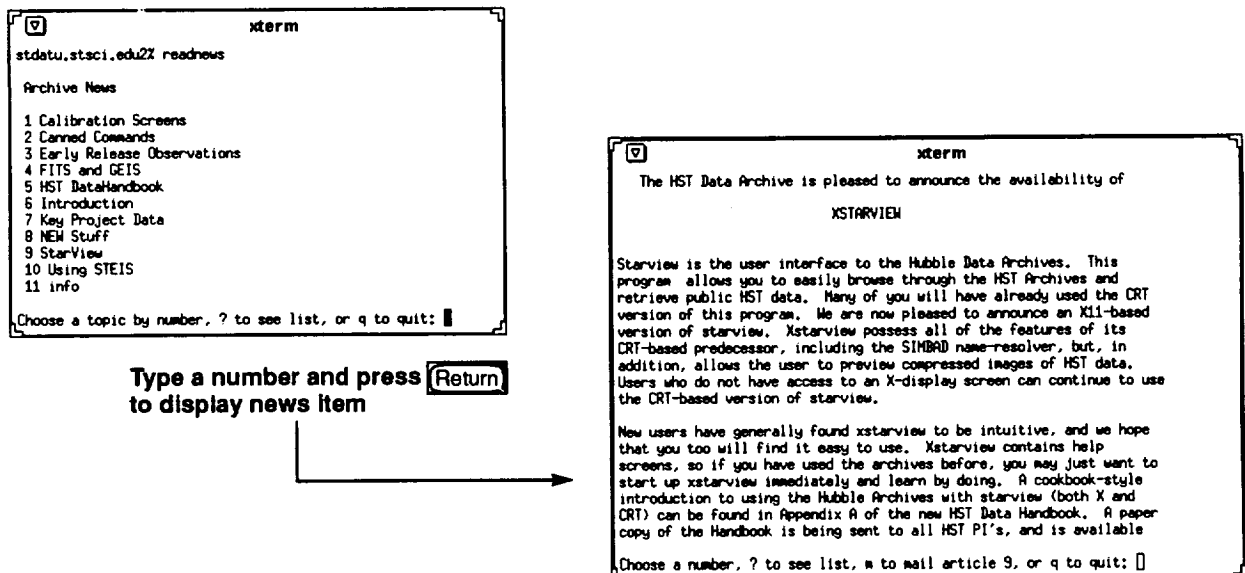 xterm
stdatu.stsci.edu2% readnews
Archive News
1 Calibration Screens
2 Canned Commands
3 Early Release Observations
4 FITS and GEIS
5 HST DataHandbook
6 Introduction
7 Key Project Data
8 NEW Stuff
9 StarView
10 Using STEIS
11 info
Choose a topic by number, ? to see list, or q to quit:
Type a number and press Return
to display news item
xterm
The HST Data Archive is pleased to announce the availability of
XSTARVIEW
Starview is the user interface to the Hubble Data Archives. This
program allows you to easily browse through the HST Archives and
retrieve public HST data. Many of you will have already used the CRT
version of this program. We are now pleased to announce an X11-based
version of starview. Xstarview possess all of the features of its
CRT-based predecessor, including the SIMBAD name-resolver, but, in
addition, allows the user to preview compressed images of HST data.
Users who do not have access to an X-display screen can continue to use
the CRT-based version of starview.
New users have generally found xstarview to be intuitive, and we hope
that you too will find it easy to use. Xstarview contains help
screens, so if you have used the archives before, you may just want to
start up xstarview immediately and learn by doing. A cookbook-style
introduction to using the Hubble Archives with starview (both X and
CRT) can be found in Appendix A of the new HST Data Handbook. A paper
copy of the Handbook is being sent to all HST PI's, and is available
Choose a number, ? to see list, m to mail article 9, or q to quit: